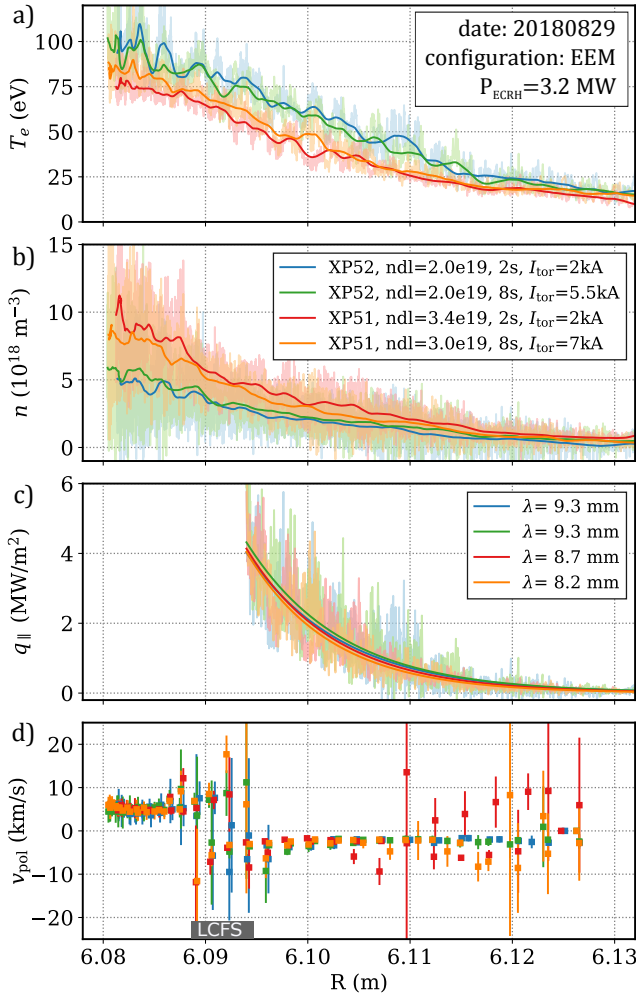 a)
100
75
50
25
0
T_e (eV)
date: 20180829
configuration: EEM
P_ECRH=3.2 MW
b)
15
10
5
0
n (10^18 m^-3)
XP52, ndl=2.0e19, 2s, I_tor=2kA
XP52, ndl=2.0e19, 8s, I_tor=5.5kA
XP51, ndl=3.4e19, 2s, I_tor=2kA
XP51, ndl=3.0e19, 8s, I_tor=7kA
c)
6
4
2
0
q_∥ (MW/m^2)
λ= 9.3 mm
λ= 9.3 mm
λ= 8.7 mm
λ= 8.2 mm
d)
20
10
0
−10
−20
v_pol (km/s)
LCFS
6.08 6.09 6.10 6.11 6.12 6.13
R (m)